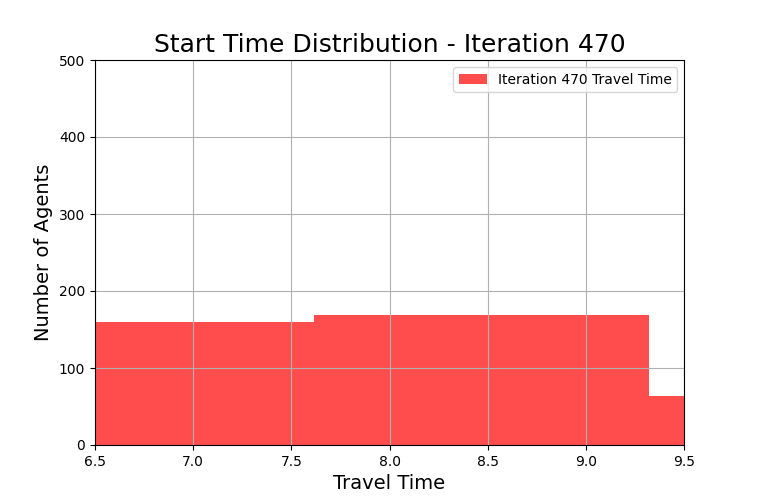 Start Time Distribution - Iteration 470
Iteration 470 Travel Time
Number of Agents
500
400
300
200
100
0
6.5 7.0 7.5 8.0 8.5 9.0 9.5
Travel Time